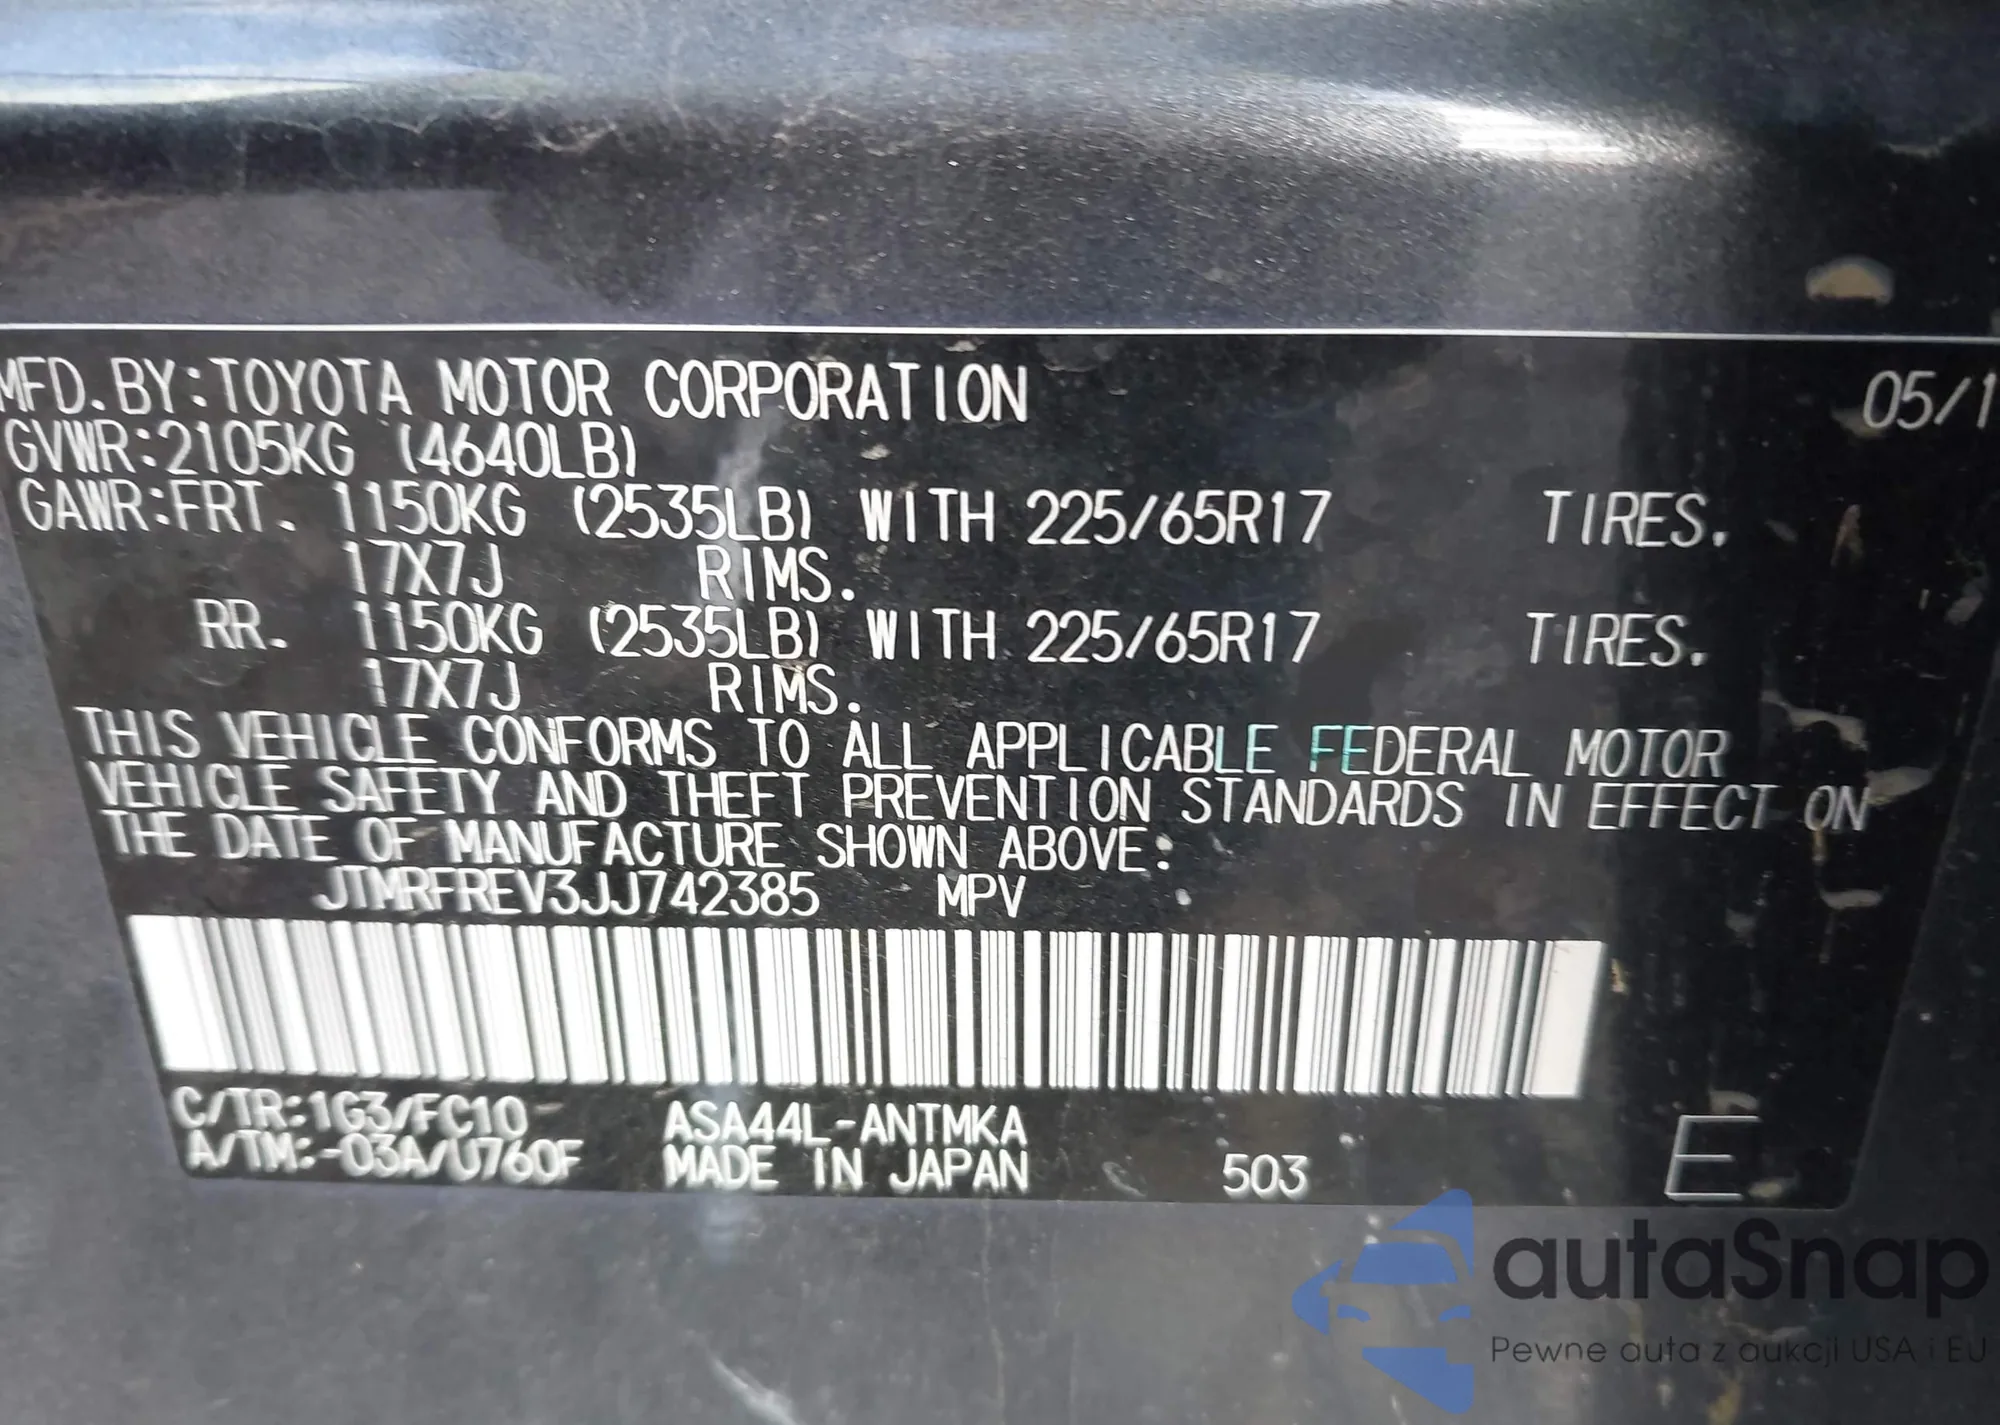 MFD. BY:TOYOTA MOTOR CORPORATION 05/1
GVWR:2105KG (4640LB)
GAWR:FRT. 1150KG (2535LB) WITH 225/65R17 TIRES.
17X7J RIMS.
RR. 1150KG (2535LB) WITH 225/65R17 TIRES.
17X7J RIMS.
THIS VEHICLE CONFORMS TO ALL APPLICABLE FEDERAL MOTOR
VEHICLE SAFETY AND THEFT PREVENTION STANDARDS IN EFFECT ON
THE DATE OF MANUFACTURE SHOWN ABOVE:
JTMRFREV3JJ742385 MPV
C/TR:1G3/FC10 ASA44L-ANTMKA
A/TM:-03A/U760F MADE IN JAPAN 503 E
autaSnap
Pewne auta z aukcji USA i EU